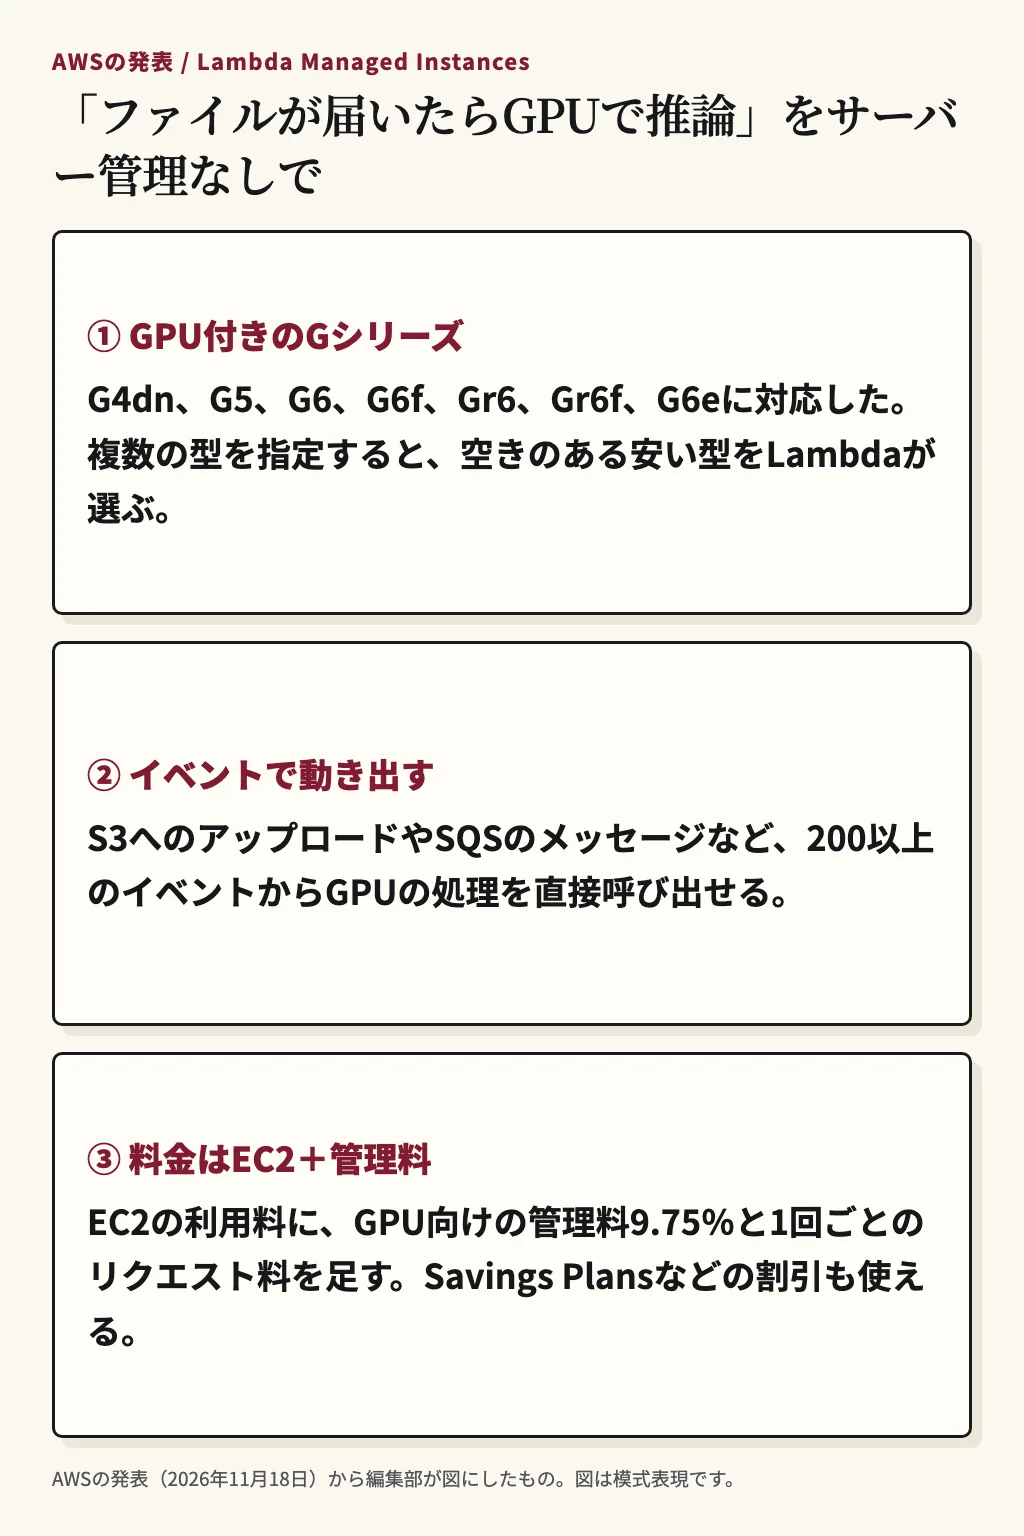 AWSの発表 / Lambda Managed Instances
「ファイルが届いたらGPUで推論」をサーバ
ー管理なしで
① GPU付きのGシリーズ
G4dn、G5、G6、G6f、Gr6、Gr6f、G6eに対応した。
複数の型を指定すると、空きのある安い型をLambdaが
選ぶ。
② イベントで動き出す
S3へのアップロードやSQSのメッセージなど、200以上
のイベントからGPUの処理を直接呼び出せる。
③ 料金はEC2＋管理料
EC2の利用料に、GPU向けの管理料9.75%と1回ごとの
リクエスト料を足す。Savings Plansなどの割引も使え
る。
AWSの発表（2026年11月18日）から編集部が図にしたもの。図は模式表現です。